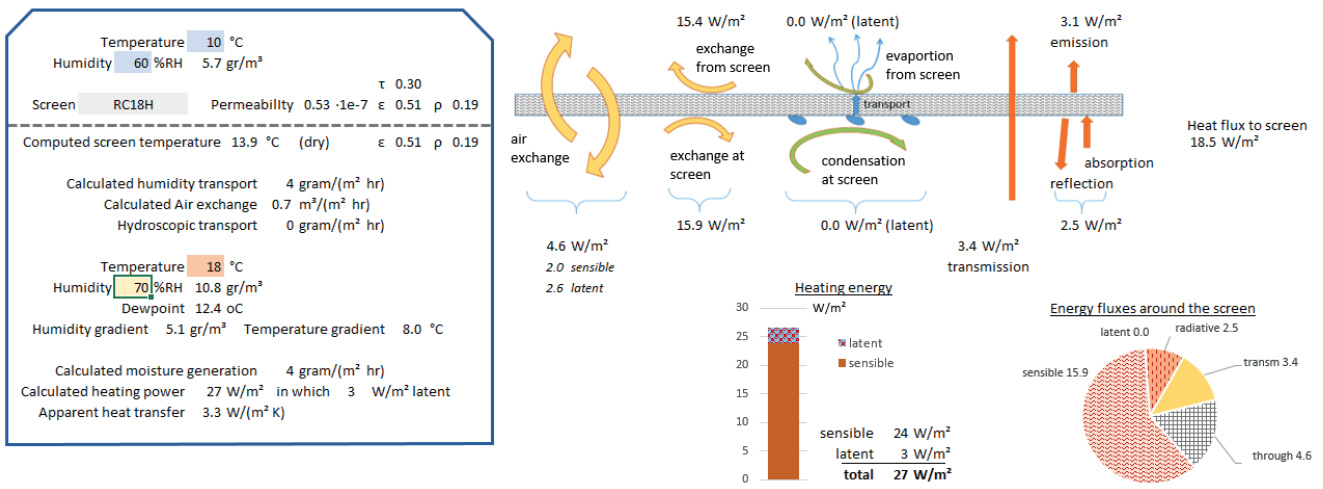 Temperature 10 °C
Humidity 60 %RH 5.7 gr/m³
τ 0.30
Screen RC18H Permeability 0.53 ·1e-7 ε 0.51 ρ 0.19
Computed screen temperature 13.9 °C (dry) ε 0.51 ρ 0.19
Calculated humidity transport 4 gram/(m² hr)
Calculated Air exchange 0.7 m³/(m² hr)
Hydroscopic transport 0 gram/(m² hr)
Temperature 18 °C
Humidity 70 %RH 10.8 gr/m³
Dewpoint 12.4 oC
Humidity gradient 5.1 gr/m³ Temperature gradient 8.0 °C
Calculated moisture generation 4 gram/(m² hr)
Calculated heating power 27 W/m² in which 3 W/m² latent
Apparent heat transfer 3.3 W/(m² K)
15.4 W/m² 0.0 W/m² (latent) 3.1 W/m²
emission
exchange
from screen
evaportion
from screen
transport
air
exchange
exchange at
screen
condensation
at screen
absorption
reflection
Heat flux to screen
18.5 W/m²
4.6 W/m²
2.0 sensible
2.6 latent
15.9 W/m²
0.0 W/m² (latent)
3.4 W/m²
transmission
2.5 W/m²
Heating energy
W/m²
30
25
20
15
10
5
0
latent
sensible
sensible 24 W/m²
latent 3 W/m²
total 27 W/m²
Energy fluxes around the screen
latent 0.0
radiative 2.5
transm 3.4
sensible 15.9
through 4.6